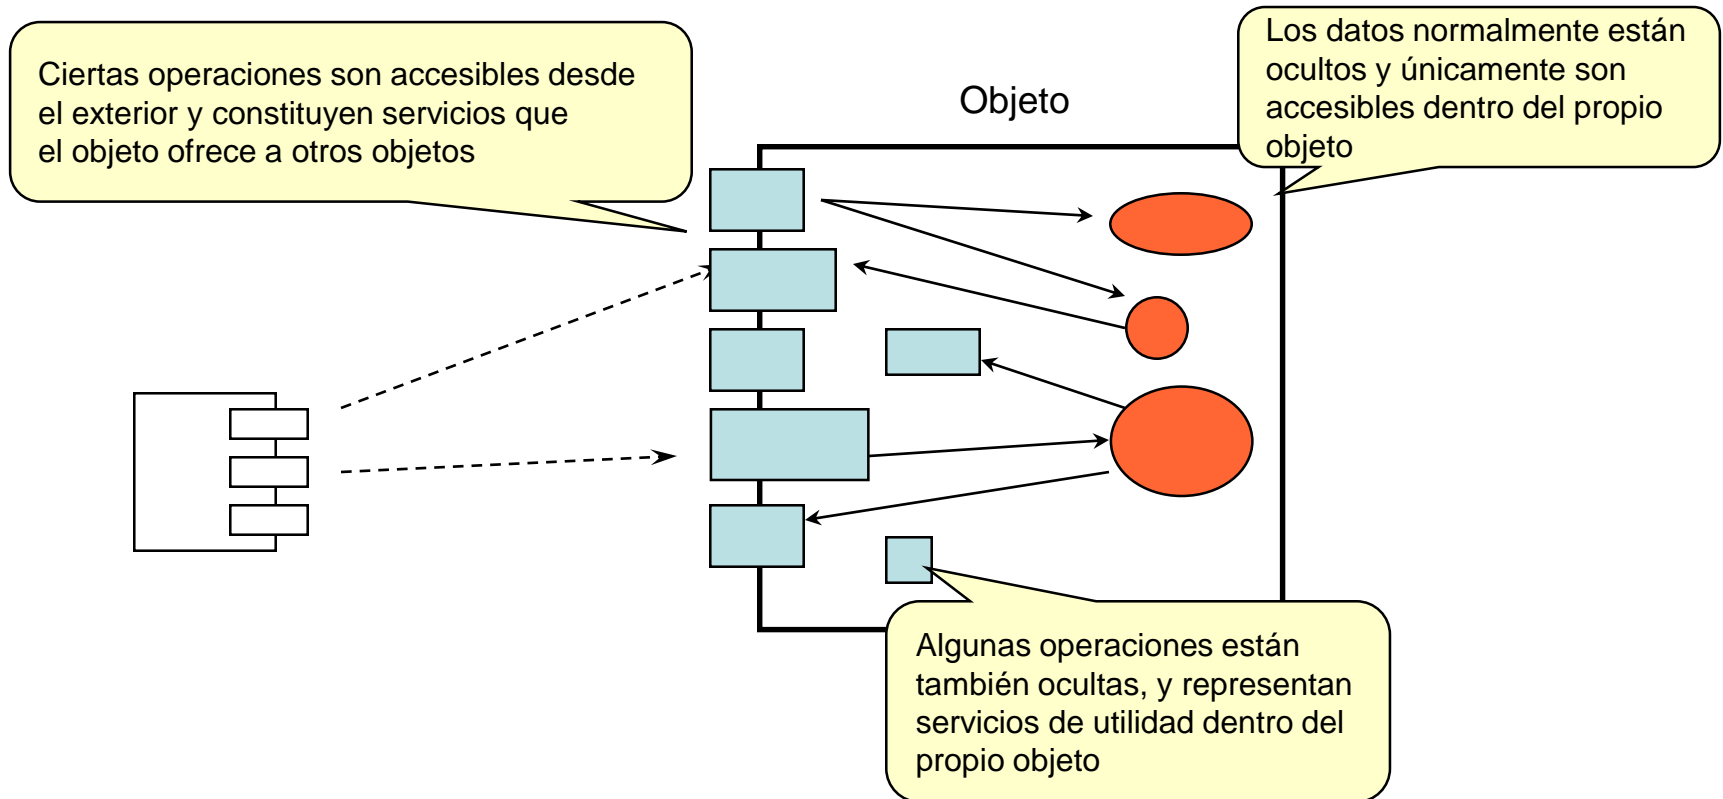 Ciertas operaciones son accesibles desde
el exterior y constituyen servicios que
el objeto ofrece a otros objetos
Objeto
Los datos normalmente están
ocultos y únicamente son
accesibles dentro del propio
objeto
Algunas operaciones están
también ocultas, y representan
servicios de utilidad dentro del
propio objeto